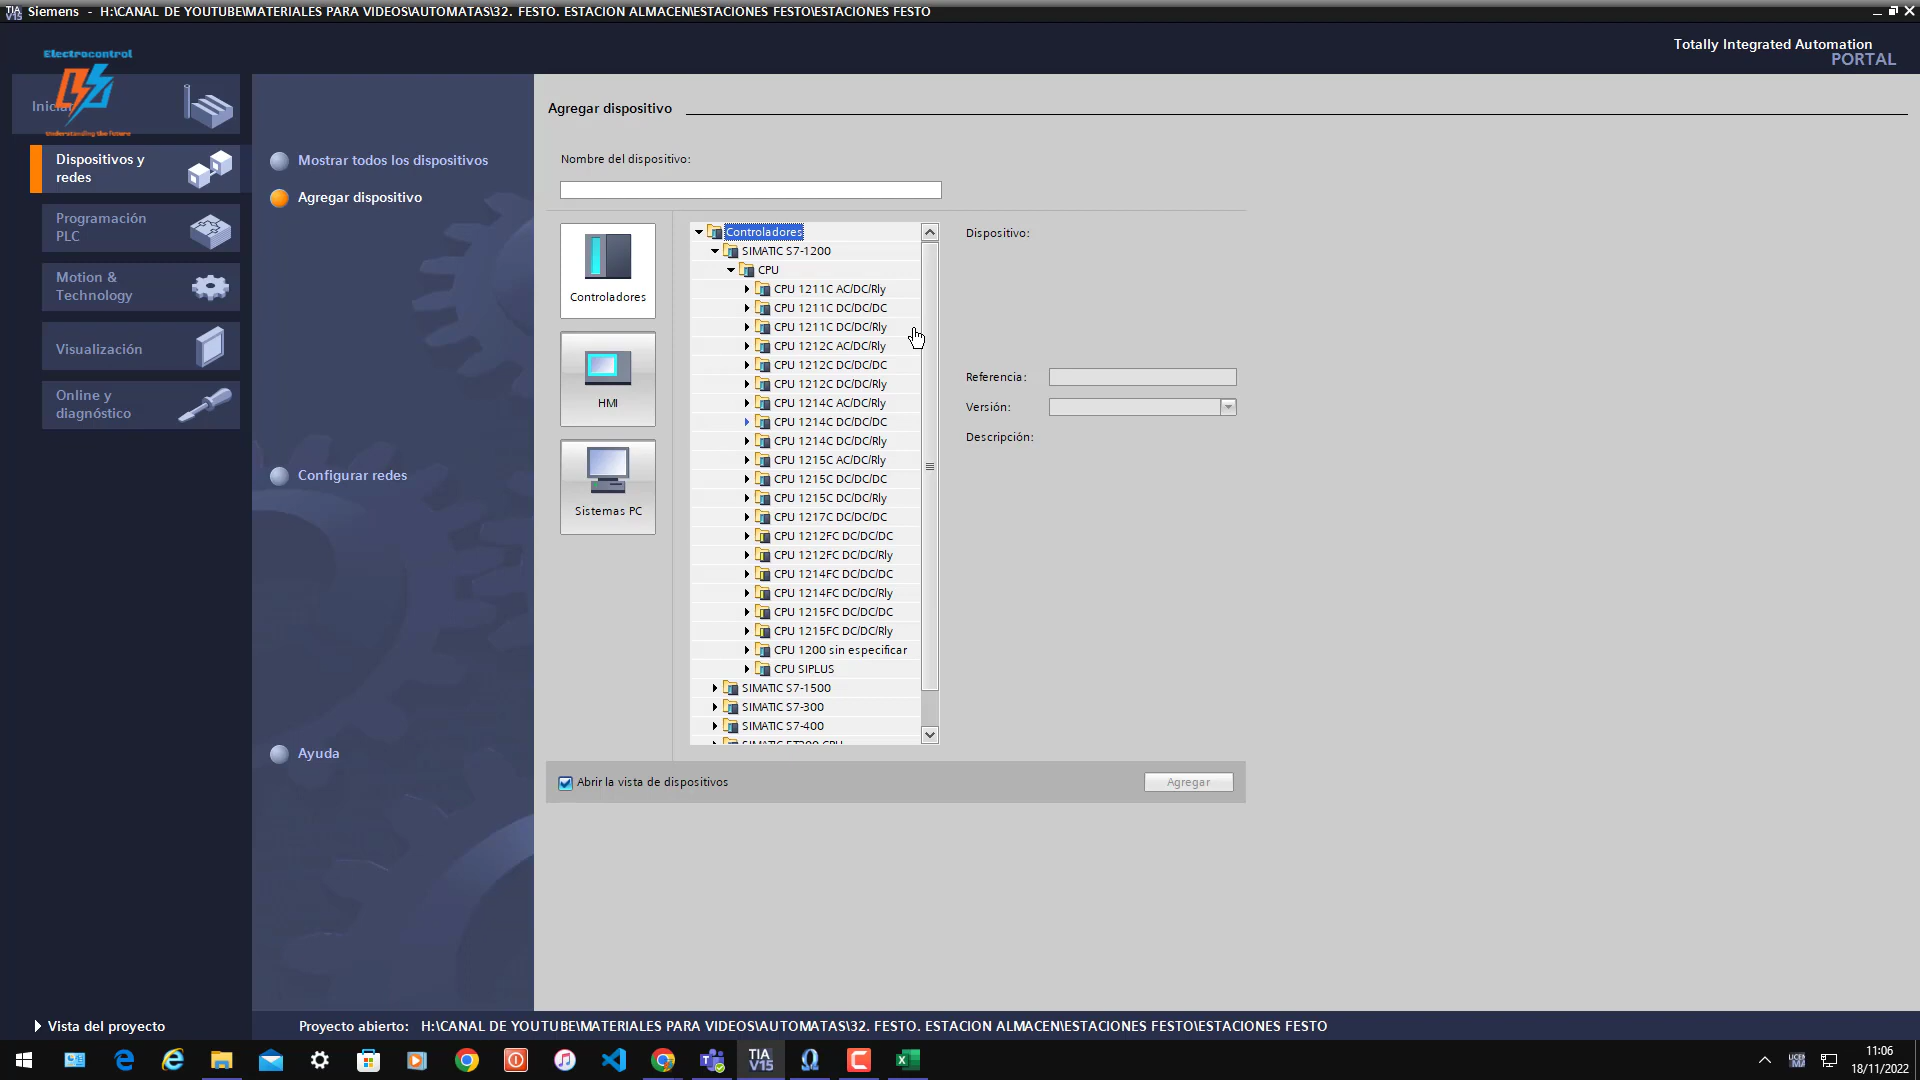 Siemens - H:\CANAL DE YOUTUBE\MATERIALES PARA VIDEOS\AUTOMATAS\32. FESTO. ESTACION ALMACEN\ESTACIONES FESTO\ESTACIONES FESTO
Totally Integrated Automation
PORTAL
Electrocontrol
Understanding the future
Iniciar
Dispositivos y
redes
Programación
PLC
Motion &
Technology
Visualización
Online y
diagnóstico
Mostrar todos los dispositivos
Agregar dispositivo
Configurar redes
Ayuda
Agregar dispositivo
Nombre del dispositivo:
Controladores
HMI
Sistemas PC
Controladores
SIMATIC S7-1200
CPU
CPU 1211C AC/DC/Rly
CPU 1211C DC/DC/DC
CPU 1211C DC/DC/Rly
CPU 1212C AC/DC/Rly
CPU 1212C DC/DC/DC
CPU 1212C DC/DC/Rly
CPU 1214C AC/DC/Rly
CPU 1214C DC/DC/DC
CPU 1214C DC/DC/Rly
CPU 1215C AC/DC/Rly
CPU 1215C DC/DC/DC
CPU 1215C DC/DC/Rly
CPU 1217C DC/DC/DC
CPU 1212FC DC/DC/DC
CPU 1212FC DC/DC/Rly
CPU 1214FC DC/DC/DC
CPU 1214FC DC/DC/Rly
CPU 1215FC DC/DC/DC
CPU 1215FC DC/DC/Rly
CPU 1200 sin especificar
CPU SIPLUS
SIMATIC S7-1500
SIMATIC S7-300
SIMATIC S7-400
SIMATIC ET200 CPU
Dispositivo:
Referencia:
Versión:
Descripción:
Abrir la vista de dispositivos
Agregar
Vista del proyecto
Proyecto abierto: H:\CANAL DE YOUTUBE\MATERIALES PARA VIDEOS\AUTOMATAS\32. FESTO. ESTACION ALMACEN\ESTACIONES FESTO\ESTACIONES FESTO
TIA
V15
11:06
18/11/2022